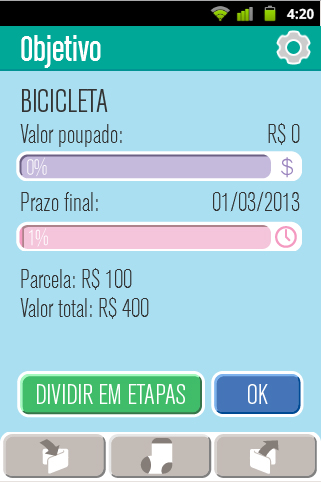 4:20
Objetivo
BICICLETA
Valor poupado: R$ 0
0% $
Prazo final: 01/03/2013
1%
Parcela: R$ 100
Valor total: R$ 400
DIVIDIR EM ETAPAS OK